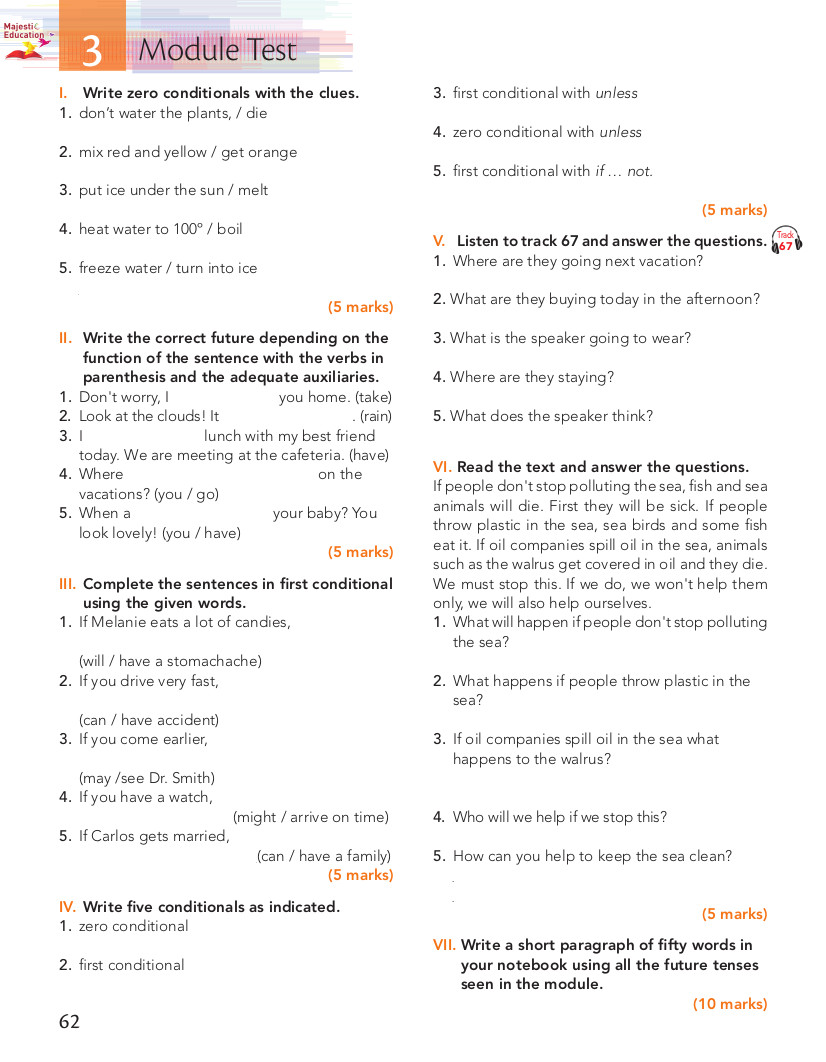 Majestic
Education
3 Module Test
I. Write zero conditionals with the clues.
1. don't water the plants, / die
2. mix red and yellow / get orange
3. put ice under the sun / melt
4. heat water to 100º / boil
5. freeze water / turn into ice
(5 marks)
II. Write the correct future depending on the
function of the sentence with the verbs in
parenthesis and the adequate auxiliaries.
1. Don't worry, I you home. (take)
2. Look at the clouds! It . (rain)
3. I lunch with my best friend
today. We are meeting at the cafeteria. (have)
4. Where on the
vacations? (you / go)
5. When a your baby? You
look lovely! (you / have)
(5 marks)
III. Complete the sentences in first conditional
using the given words.
1. If Melanie eats a lot of candies,
(will / have a stomachache)
2. If you drive very fast,
(can / have accident)
3. If you come earlier,
(may /see Dr. Smith)
4. If you have a watch,
(might / arrive on time)
5. If Carlos gets married,
(can / have a family)
(5 marks)
IV. Write five conditionals as indicated.
1. zero conditional
2. first conditional
62
3. first conditional with unless
4. zero conditional with unless
5. first conditional with if … not.
(5 marks)
V. Listen to track 67 and answer the questions.
Track
67
1. Where are they going next vacation?
2. What are they buying today in the afternoon?
3. What is the speaker going to wear?
4. Where are they staying?
5. What does the speaker think?
VI. Read the text and answer the questions.
If people don't stop polluting the sea, fish and sea
animals will die. First they will be sick. If people
throw plastic in the sea, sea birds and some fish
eat it. If oil companies spill oil in the sea, animals
such as the walrus get covered in oil and they die.
We must stop this. If we do, we won't help them
only, we will also help ourselves.
1. What will happen if people don't stop polluting
the sea?
2. What happens if people throw plastic in the
sea?
3. If oil companies spill oil in the sea what
happens to the walrus?
4. Who will we help if we stop this?
5. How can you help to keep the sea clean?
(5 marks)
VII. Write a short paragraph of fifty words in
your notebook using all the future tenses
seen in the module.
(10 marks)